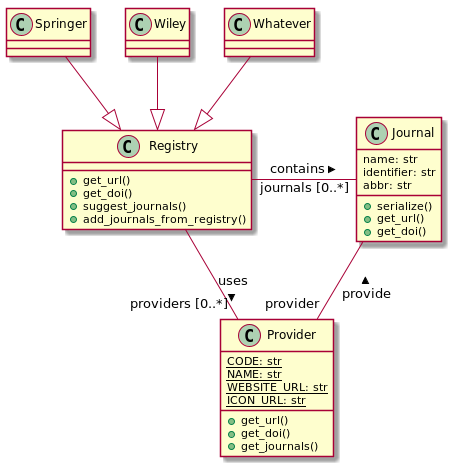 C Springer
C Wiley
C Whatever
C Registry
get_url()
get_doi()
suggest_journals()
add_journals_from_registry()
contains ▶
journals [0..*]
C Journal
name: str
identifier: str
abbr: str
serialize()
get_url()
get_doi()
uses
▼
providers [0..*]
provider
▲
provide
C Provider
CODE: str
NAME: str
WEBSITE_URL: str
ICON_URL: str
get_url()
get_doi()
get_journals()